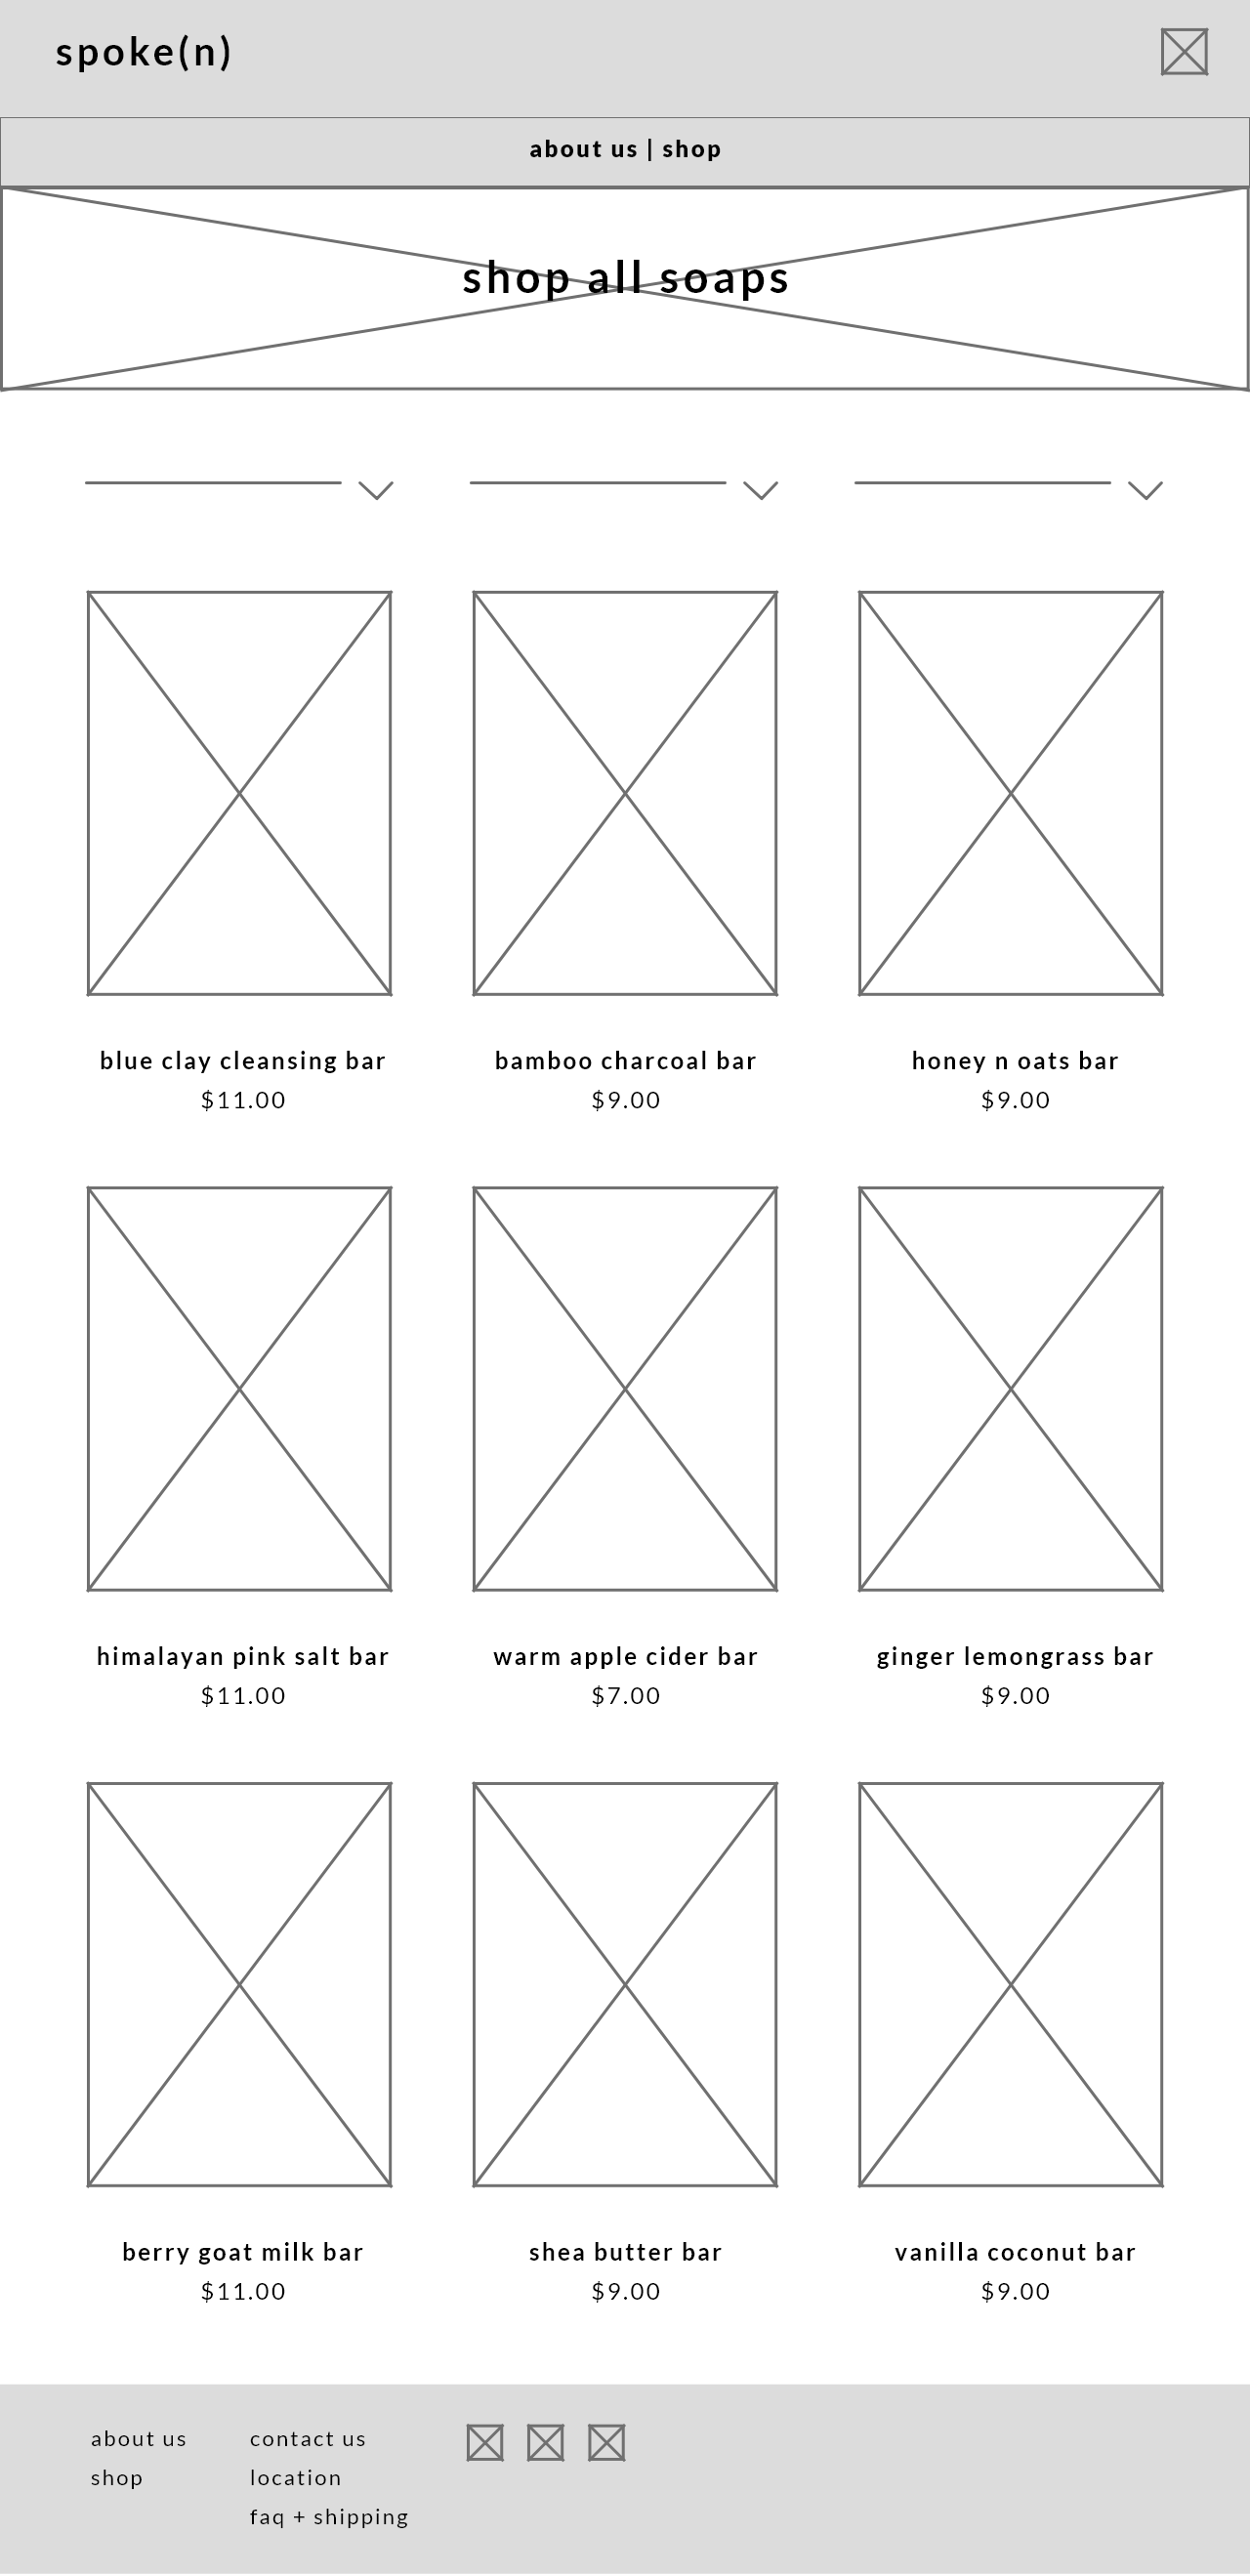 spoke(n)
about us | shop
shop all soaps
blue clay cleansing bar
$11.00
bamboo charcoal bar
$9.00
honey n oats bar
$9.00
himalayan pink salt bar
$11.00
warm apple cider bar
$7.00
ginger lemongrass bar
$9.00
berry goat milk bar
$11.00
shea butter bar
$9.00
vanilla coconut bar
$9.00
about us
shop
contact us
location
faq + shipping